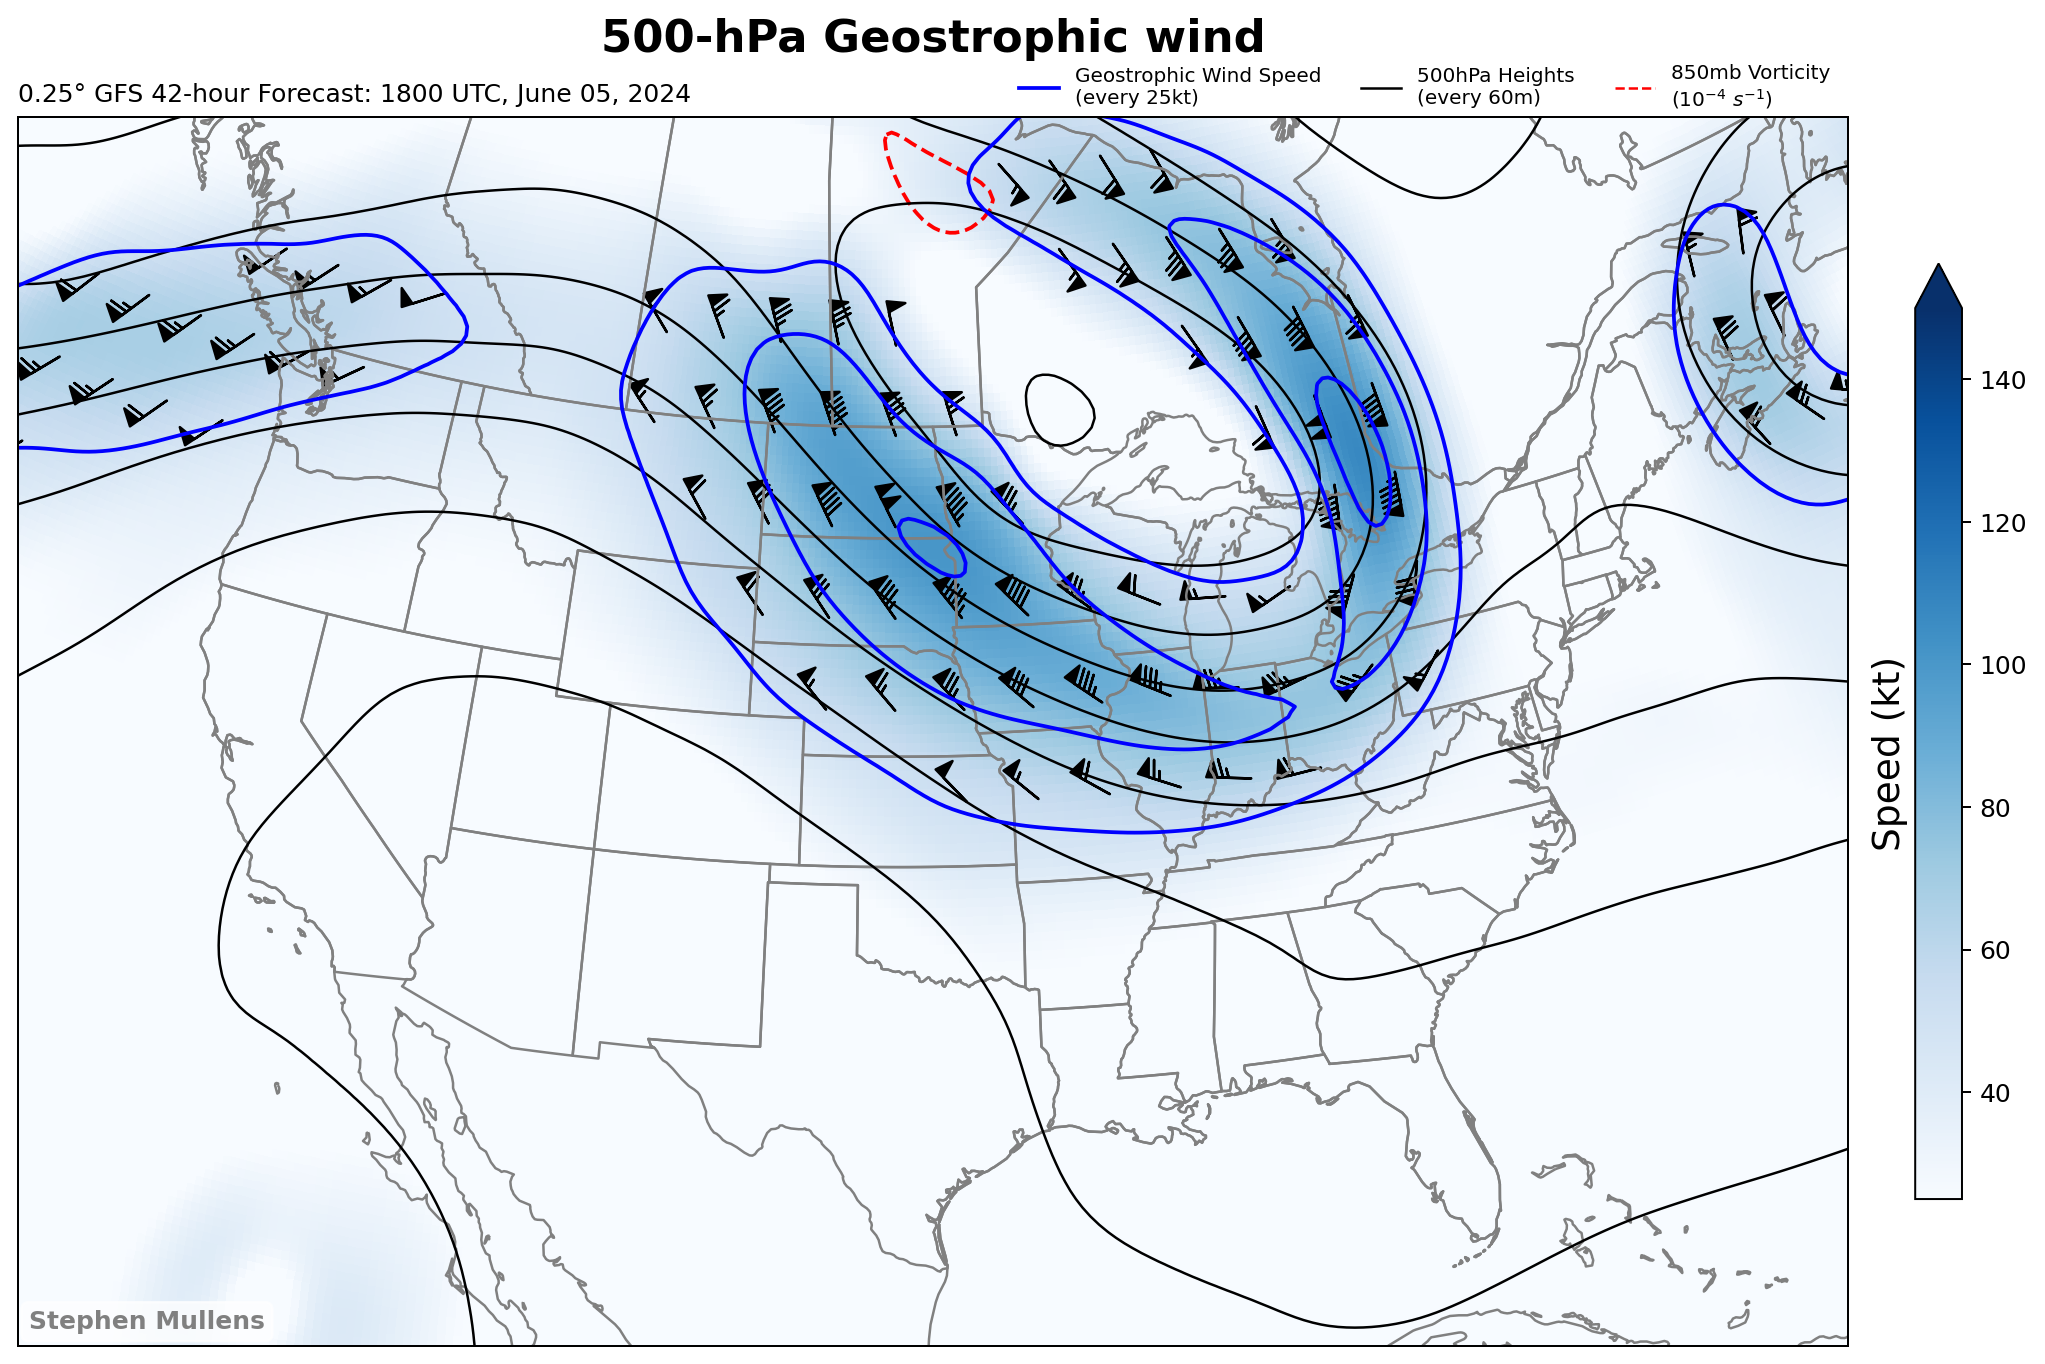 500-hPa Geostrophic wind
0.25° GFS 42-hour Forecast: 1800 UTC, June 05, 2024
Geostrophic Wind Speed
(every 25kt)
500hPa Heights
(every 60m)
850mb Vorticity
(10⁻⁴ s⁻¹)
140
120
100
80
60
40
Speed (kt)
Stephen Mullens